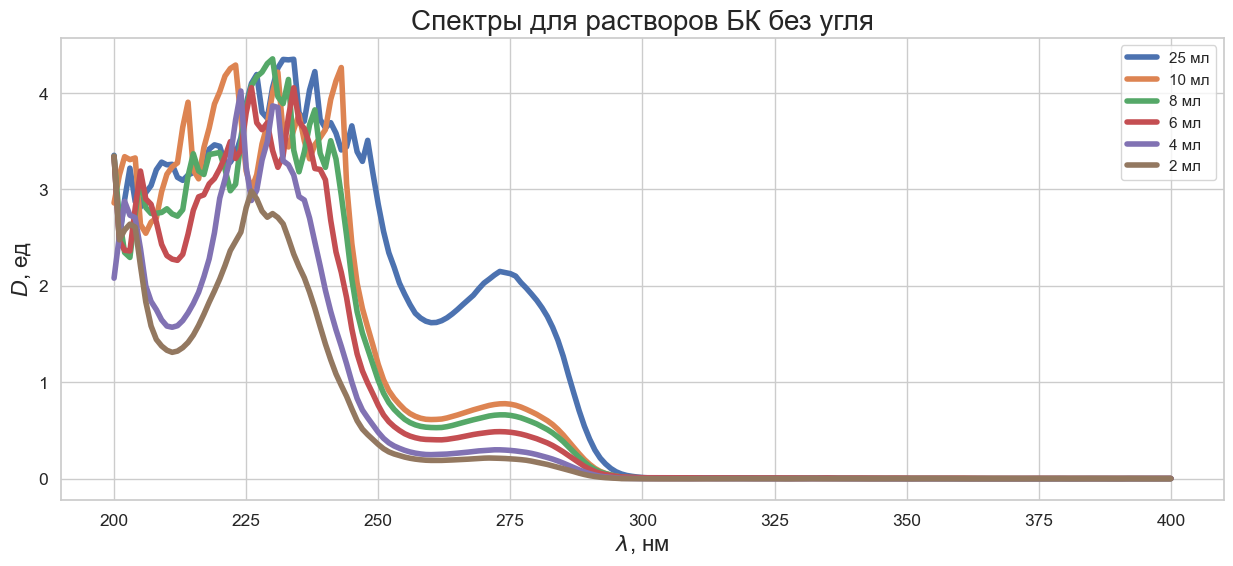 Спектры для растворов БК без угля
D, ед
4
3
2
1
0
25 мл
10 мл
8 мл
6 мл
4 мл
2 мл
200 225 250 275 300 325 350 375 400
λ, нм